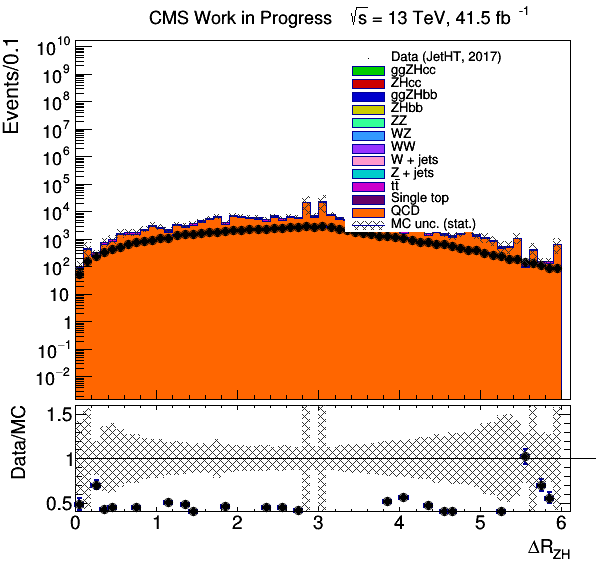 CMS Work in Progress √s = 13 TeV, 41.5 fb⁻¹
Events/0.1
10¹⁰
10⁹
10⁸
10⁷
10⁶
10⁵
10⁴
10³
10²
10
1
10⁻¹
10⁻²
Data (JetHT, 2017)
ggZHcc
ZHcc
ggZHbb
ZHbb
ZZ
WZ
WW
W + jets
Z + jets
tt̄
Single top
QCD
MC unc. (stat.)
Data/MC
1.5
1
0.5
0 1 2 3 4 5 6
ΔR_ZH